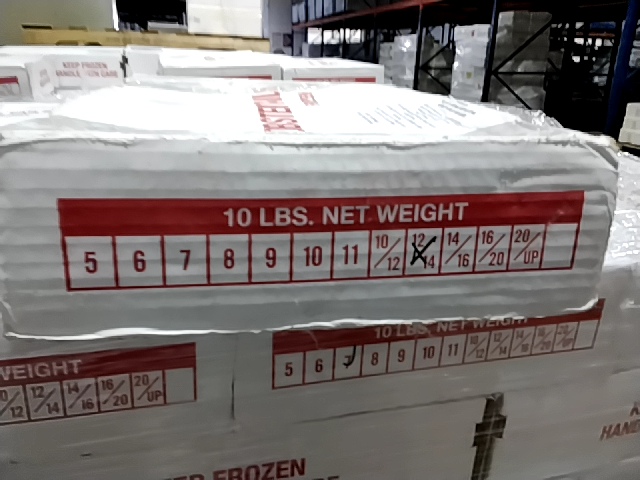 KEEP FROZEN
10 LBS. NET WEIGHT
5 6 7 8 9 10 11 10/12 12/14 14/16 16/20 20/UP
10 LBS. NET WEIGHT
5 6 7 8 9 10 11 10/12 12/14 14/16 16/20 20/UP
WEIGHT
12 12/14 14/16 16/20 20/UP
FROZEN
HAND